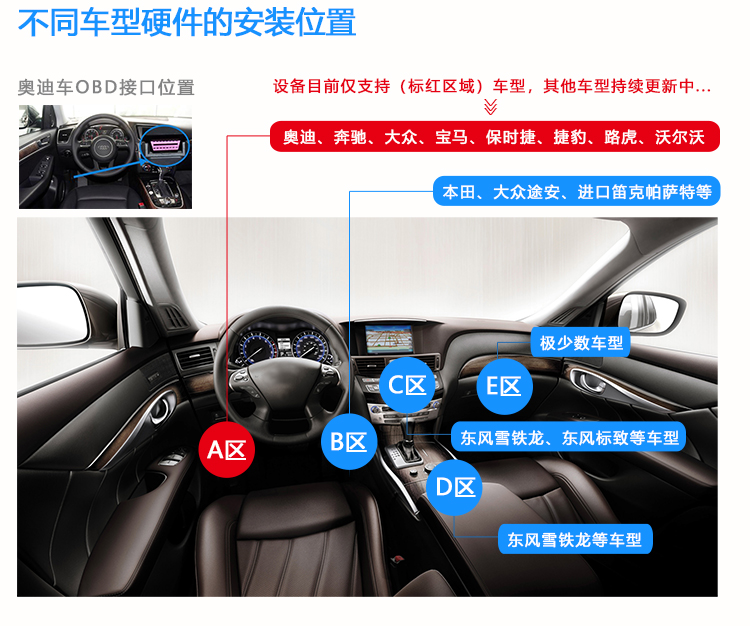 不同车型硬件的安装位置
奥迪车OBD接口位置
设备目前仅支持（标红区域）车型，其他车型持续更新中...
奥迪、奔驰、大众、宝马、保时捷、捷豹、路虎、沃尔沃
本田、大众途安、进口笛克帕萨特等
极少数车型
C区
E区
A区
B区
东风雪铁龙、东风标致等车型
D区
东风雪铁龙等车型